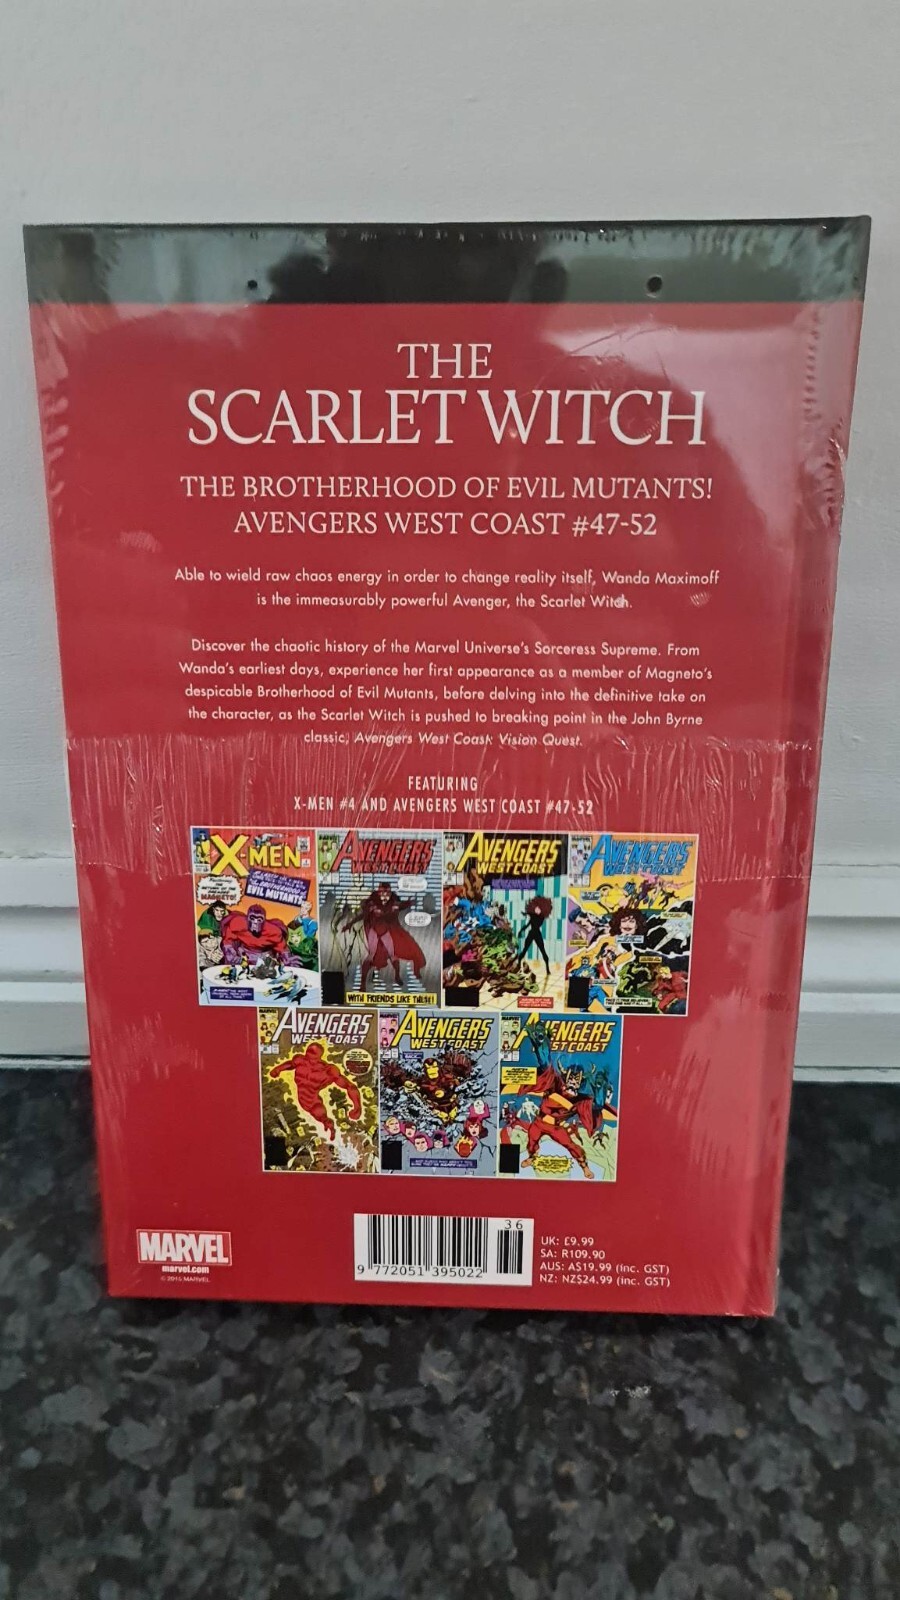 THE
SCARLET WITCH
THE BROTHERHOOD OF EVIL MUTANTS!
AVENGERS WEST COAST #47-52
Able to wield raw chaos energy in order to change reality itself, Wanda Maximoff
is the immeasurably powerful Avenger, the Scarlet Witch.
Discover the chaotic history of the Marvel Universe's Sorceress Supreme. From
Wanda's earliest days, experience her first appearance as a member of Magneto's
despicable Brotherhood of Evil Mutants, before delving into the definitive take on
the character, as the Scarlet Witch is pushed to breaking point in the John Byrne
classic, Avengers West Coast: Vision Quest.
FEATURING
X-MEN #4 AND AVENGERS WEST COAST #47-52
X-MEN
EVIL MUTANTS
MAGNETO!
AVENGERS
WEST COAST
WITH FRIENDS LIKE THESE!
AVENGERS
WEST COAST
AVENGERS
WEST COAST
AVENGERS
WEST COAST
AVENGERS
WEST COAST
AVENGERS
WEST COAST
MARVEL
marvel.com
© 2015 MARVEL
36
9 772051 395022
UK: £9.99
SA: R109.90
AUS: A$19.99 (inc. GST)
NZ: NZ$24.99 (inc. GST)